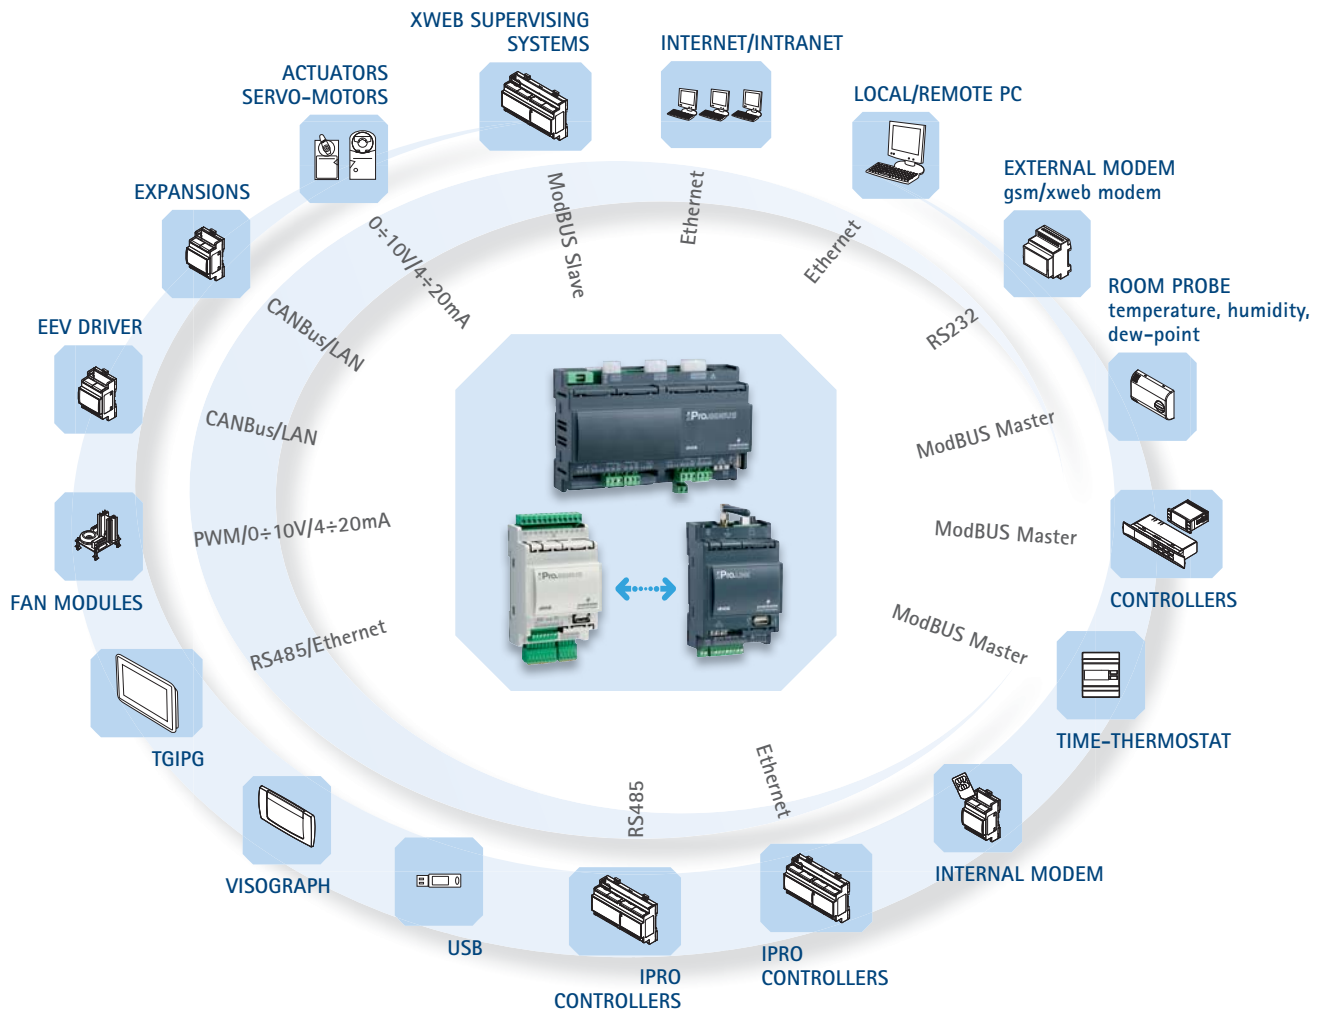 XWEB SUPERVISING
SYSTEMS
INTERNET/INTRANET
ACTUATORS
SERVO-MOTORS
LOCAL/REMOTE PC
EXPANSIONS
EXTERNAL MODEM
gsm/xweb modem
EEV DRIVER
ROOM PROBE
temperature, humidity,
dew-point
0÷10V/4÷20mA
ModBUS Slave
Ethernet
Ethernet
CANBus/LAN
RS232
CANBus/LAN
ModBUS Master
PWM/0÷10V/4÷20mA
ModBUS Master
FAN MODULES
CONTROLLERS
RS485/Ethernet
ModBUS Master
TGIPG
TIME-THERMOSTAT
RS485
Ethernet
VISOGRAPH
INTERNAL MODEM
USB
IPRO
CONTROLLERS
IPRO
CONTROLLERS